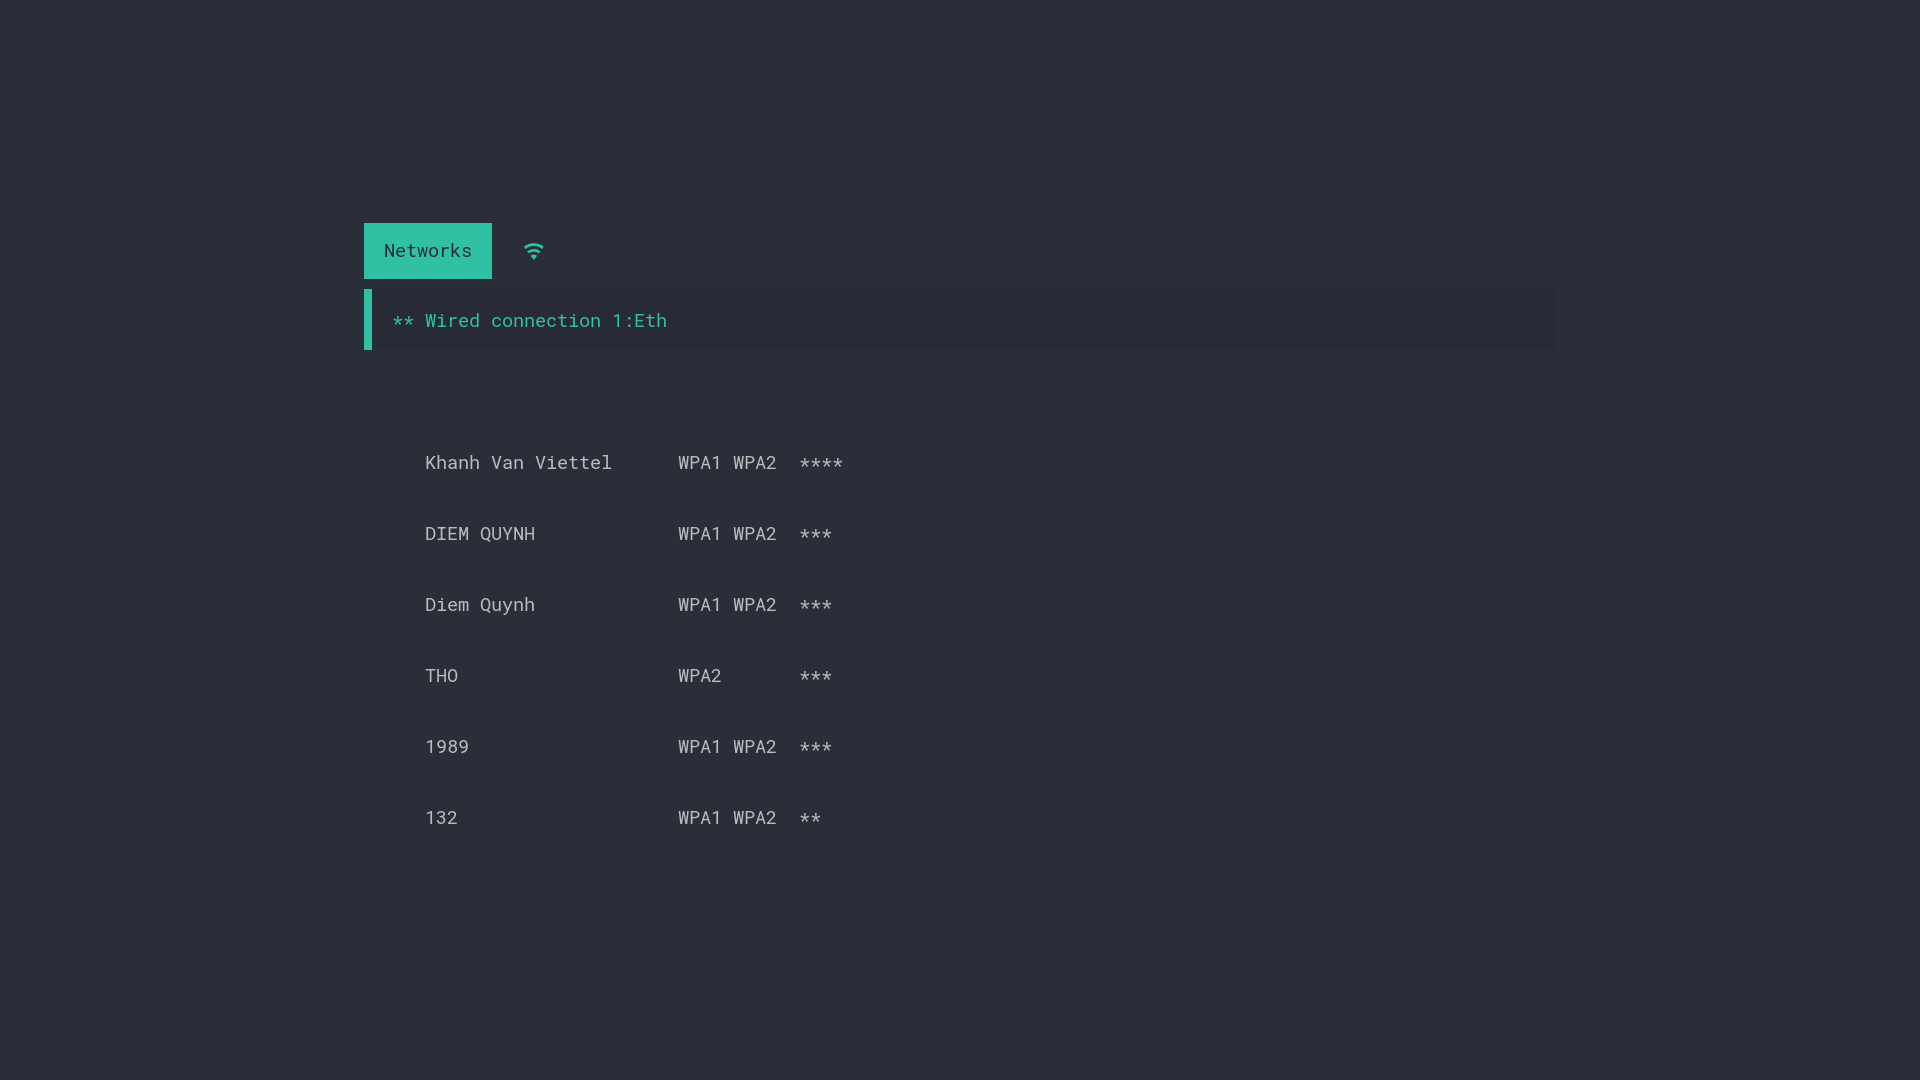 Networks
** Wired connection 1:Eth
Khanh Van Viettel WPA1 WPA2 ****
DIEM QUYNH WPA1 WPA2 ***
Diem Quynh WPA1 WPA2 ***
THO WPA2 ***
1989 WPA1 WPA2 ***
132 WPA1 WPA2 **